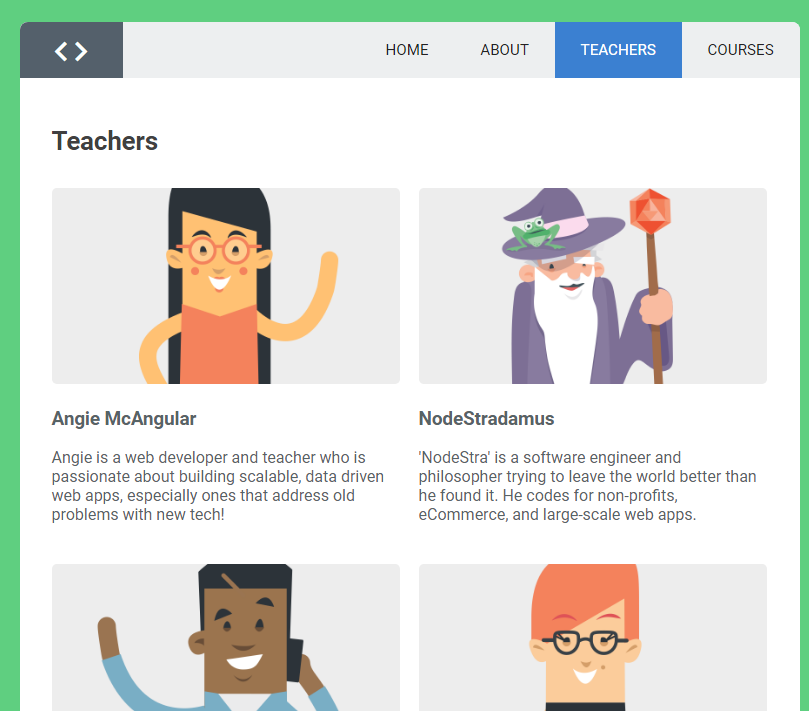 HOME ABOUT TEACHERS COURSES
Teachers
Angie McAngular
Angie is a web developer and teacher who is
passionate about building scalable, data driven
web apps, especially ones that address old
problems with new tech!
NodeStradamus
'NodeStra' is a software engineer and
philosopher trying to leave the world better than
he found it. He codes for non-profits,
eCommerce, and large-scale web apps.